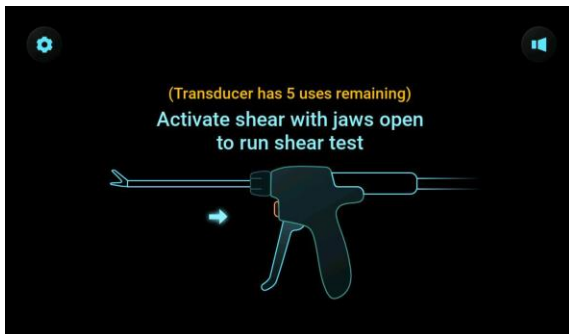 (Transducer has 5 uses remaining)
Activate shear with jaws open
to run shear test